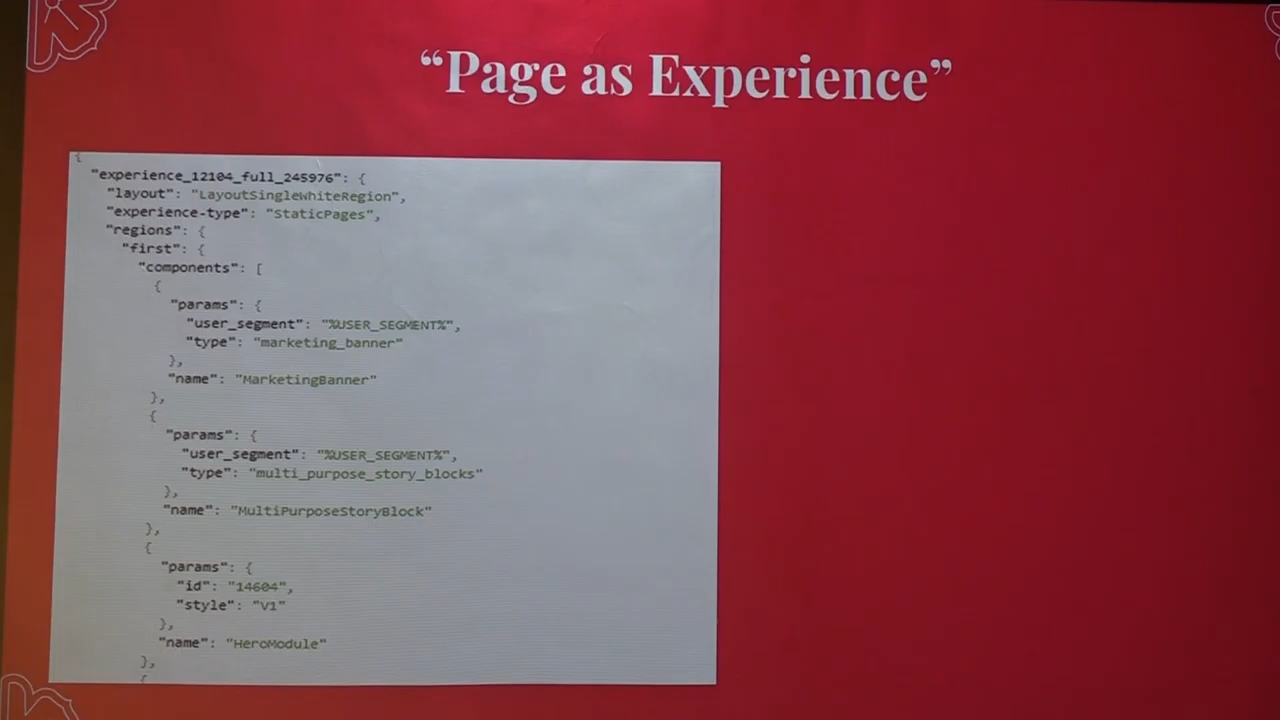 “Page as Experience”
{
"experience_12104_full_245976": {
"layout": "LayoutSingleWhiteRegion",
"experience-type": "StaticPages",
"regions": {
"first": {
"components": [
{
"params": {
"user_segment": "%USER_SEGMENT%",
"type": "marketing_banner"
},
"name": "MarketingBanner"
},
{
"params": {
"user_segment": "%USER_SEGMENT%",
"type": "multi_purpose_story_blocks"
},
"name": "MultiPurposeStoryBlock"
},
{
"params": {
"id": "14604",
"style": "V1"
},
"name": "HeroModule"
},
{